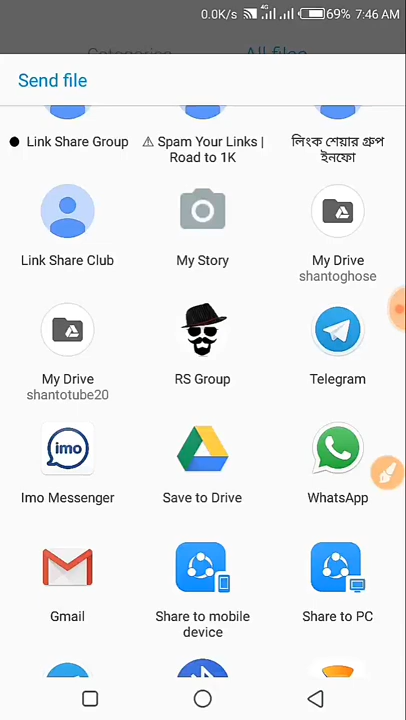 0.0K/s 4G 69% 7:46 AM
Categories All files
Send file
Link Share Group
⚠ Spam Your Links |
Road to 1K
লিংক শেয়ার গ্রুপ
ইনফো
Link Share Club
My Story
My Drive
shantoghose
My Drive
shantotube20
RS Group
Telegram
imo
Imo Messenger
Save to Drive
WhatsApp
Gmail
Share to mobile
device
Share to PC